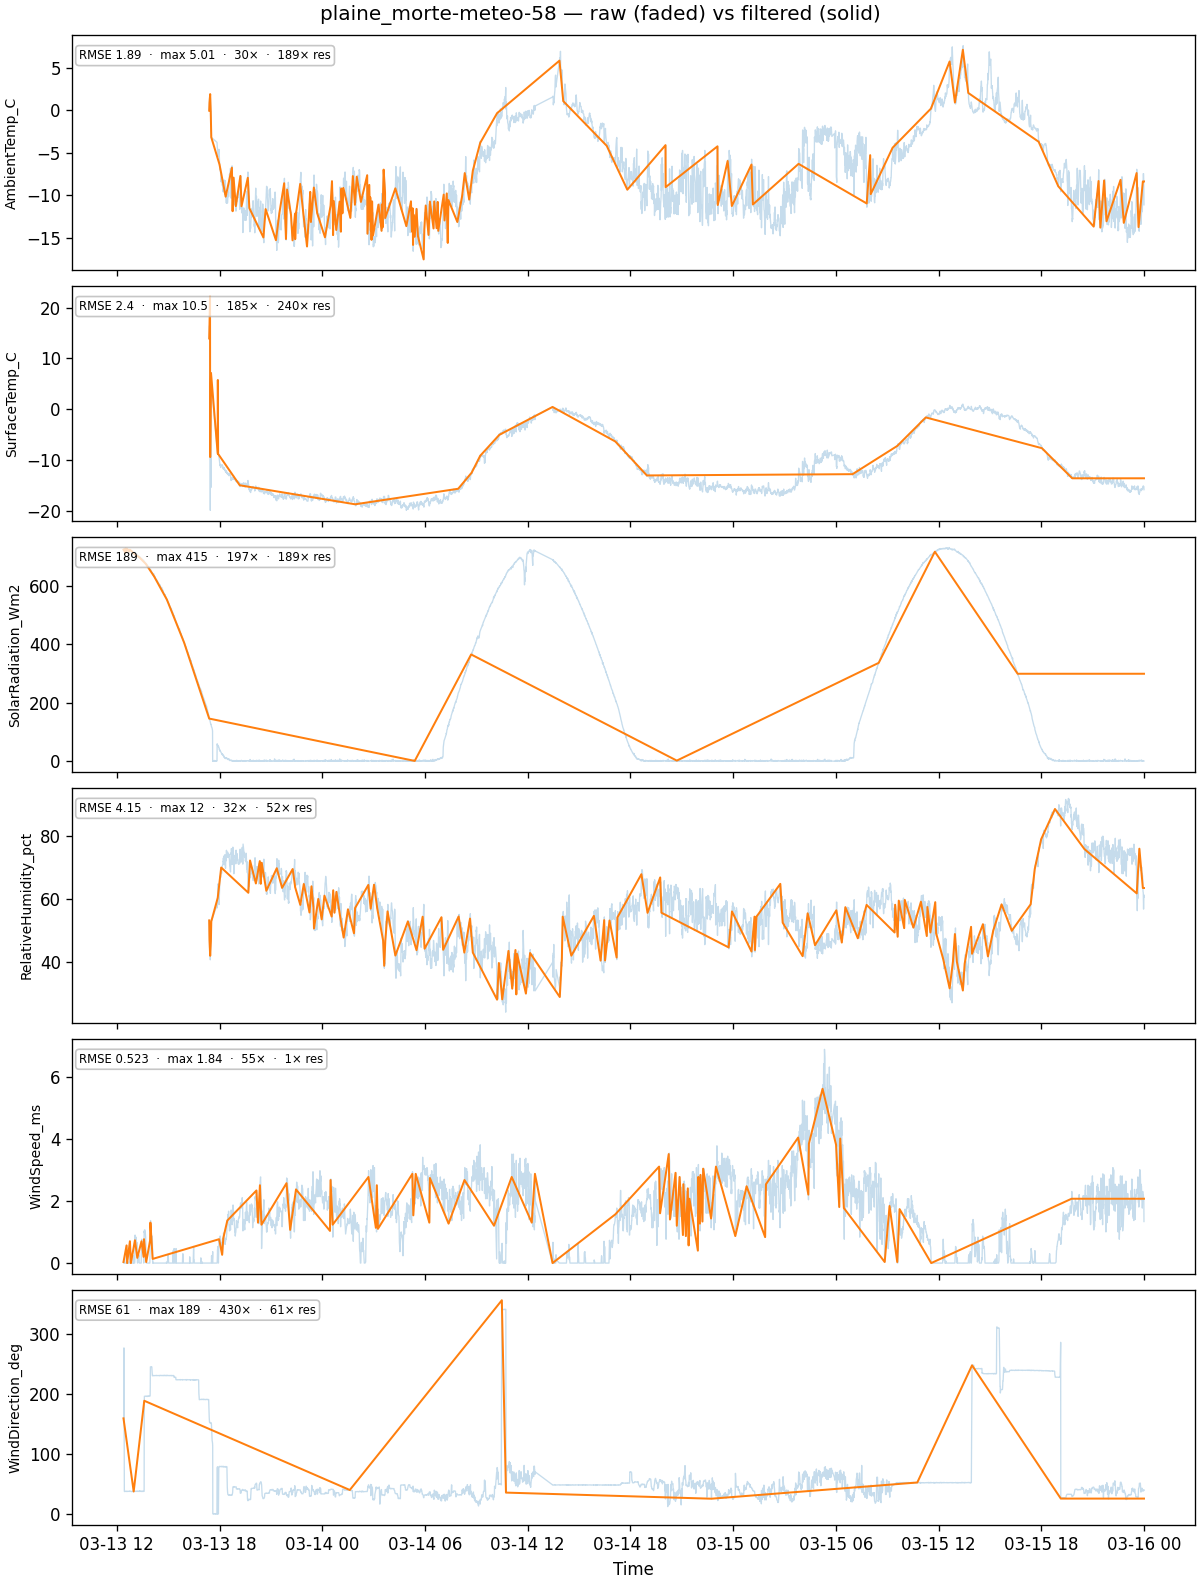 plaine_morte-meteo-58 — raw (faded) vs filtered (solid)
RMSE 1.89 · max 5.01 · 30× · 189× res
AmbientTemp_C
5
0
−5
−10
−15
RMSE 2.4 · max 10.5 · 185× · 240× res
SurfaceTemp_C
20
10
0
−10
−20
RMSE 189 · max 415 · 197× · 189× res
SolarRadiation_Wm2
600
400
200
0
RMSE 4.15 · max 12 · 32× · 52× res
RelativeHumidity_pct
80
60
40
RMSE 0.523 · max 1.84 · 55× · 1× res
WindSpeed_ms
6
4
2
0
RMSE 61 · max 189 · 430× · 61× res
WindDirection_deg
300
200
100
0
03-13 12 03-13 18 03-14 00 03-14 06 03-14 12 03-14 18 03-15 00 03-15 06 03-15 12 03-15 18 03-16 00
Time